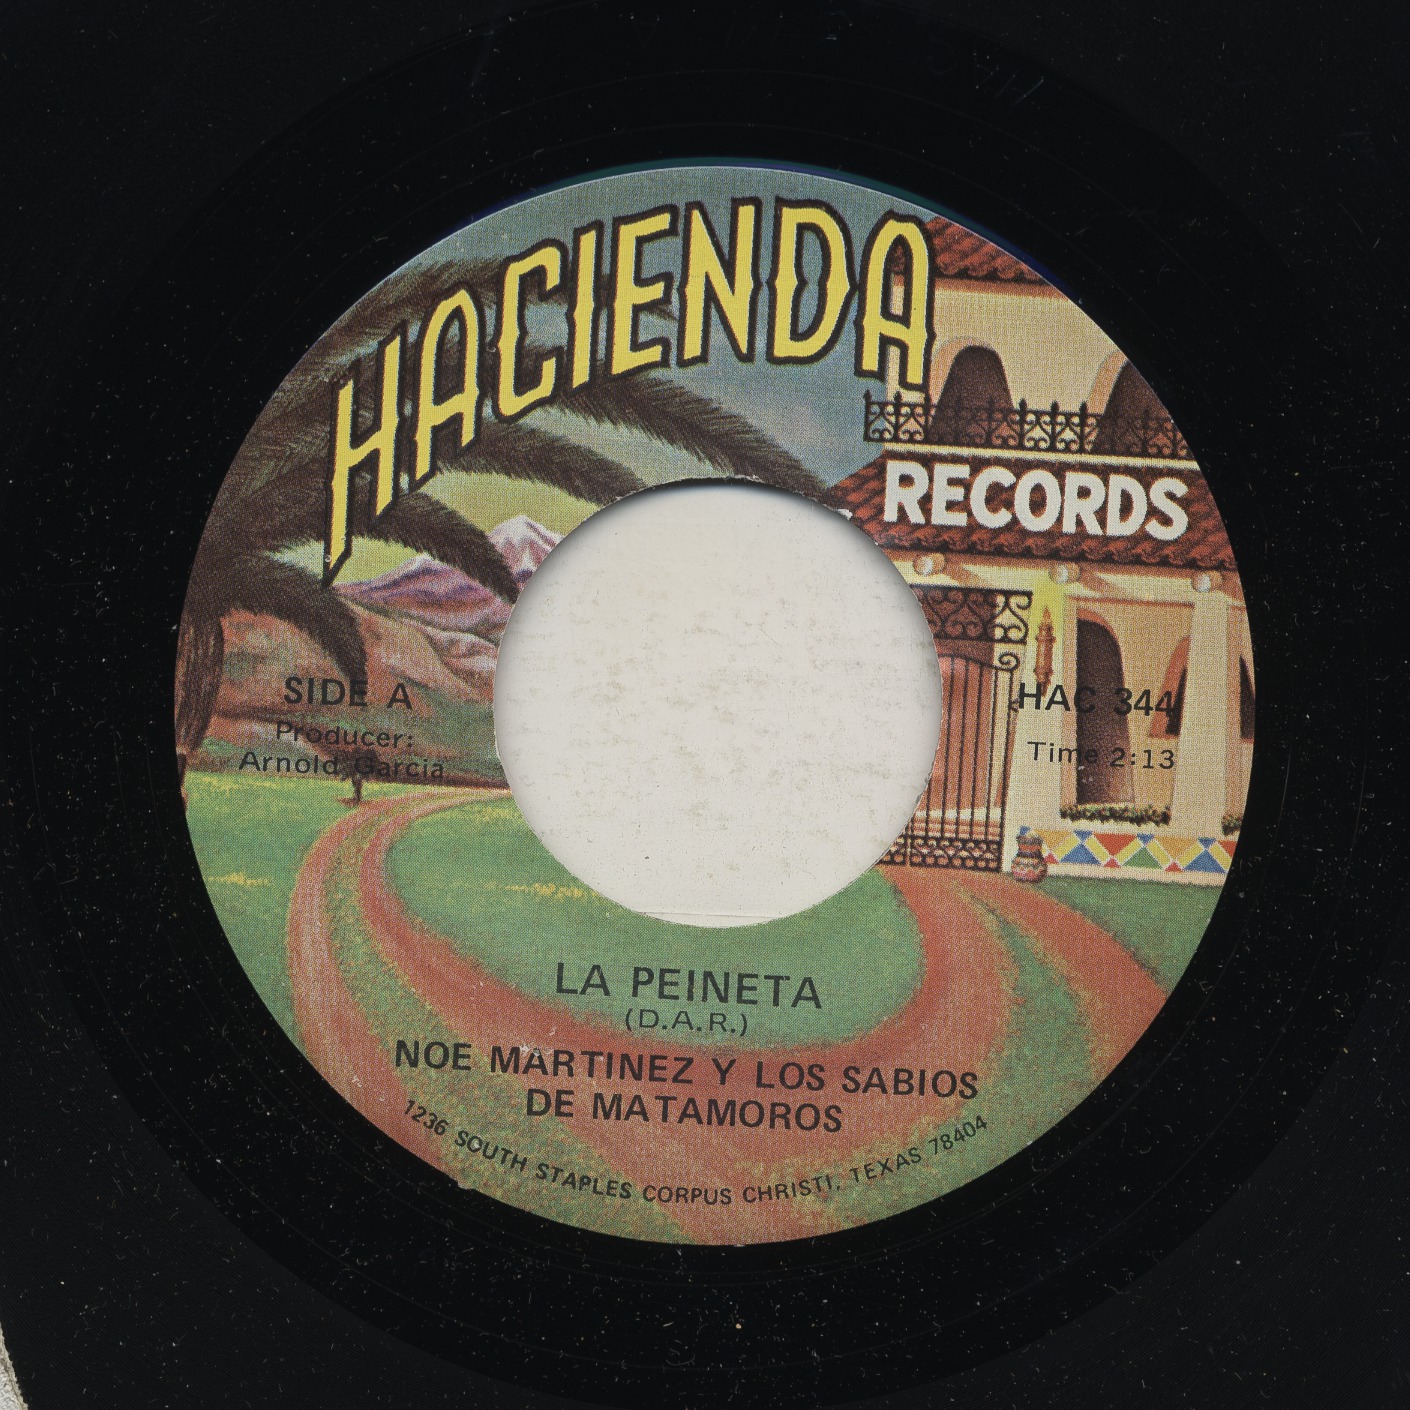 HACIENDA
RECORDS
SIDE A
Producer:
Arnold Garcia
HAC 344
Time 2:13
LA PEINETA
(D.A.R.)
NOE MARTINEZ Y LOS SABIOS
DE MATAMOROS
1236 SOUTH STAPLES CORPUS CHRISTI, TEXAS 78404